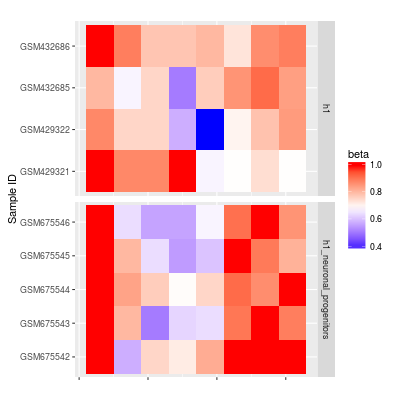 Sample ID
GSM432686
GSM432685
GSM429322
GSM429321
h1
GSM675546
GSM675545
GSM675544
GSM675543
GSM675542
h1_neuronal_progenitors
beta
1.0
0.8
0.6
0.4